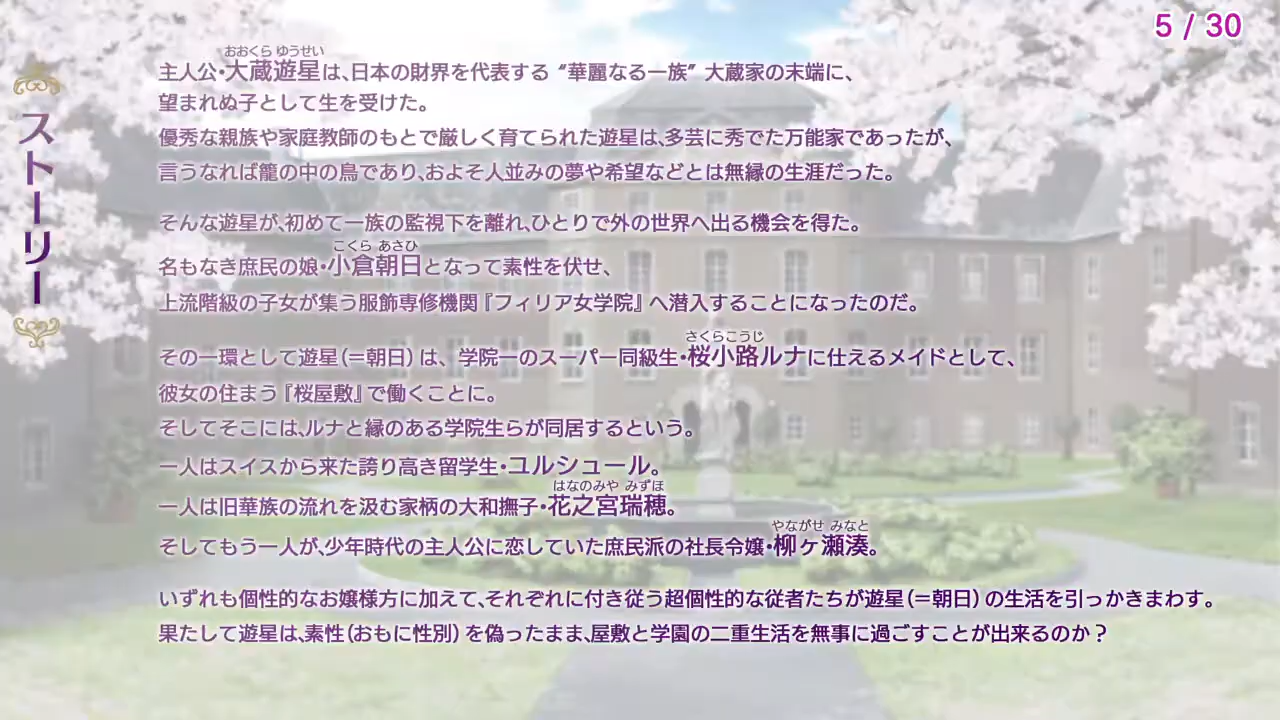 5 / 30
ストーリー
おおくら ゆうせい
主人公・大蔵遊星は、日本の財界を代表する “華麗なる一族” 大蔵家の末端に、
望まれぬ子として生を受けた。
優秀な親族や家庭教師のもとで厳しく育てられた遊星は、多芸に秀でた万能家であったが、
言うなれば籠の中の鳥であり、およそ人並みの夢や希望などとは無縁の生涯だった。
そんな遊星が、初めて一族の監視下を離れ、ひとりで外の世界へ出る機会を得た。
こくら あさひ
名もなき庶民の娘・小倉朝日となって素性を伏せ、
上流階級の子女が集う服飾専修機関『フィリア女学院』へ潜入することになったのだ。
さくらこうじ
その一環として遊星（＝朝日）は、学院一のスーパー同級生・桜小路ルナに仕えるメイドとして、
彼女の住まう『桜屋敷』で働くことに。
そしてそこには、ルナと縁のある学院生らが同居するという。
一人はスイスから来た誇り高き留学生・ユルシュール。
はなのみや みずほ
一人は旧華族の流れを汲む家柄の大和撫子・花之宮瑞穂。
やながせ みなと
そしてもう一人が、少年時代の主人公に恋していた庶民派の社長令嬢・柳ヶ瀬湊。
いずれも個性的なお嬢様方に加えて、それぞれに付き従う超個性的な従者たちが遊星（＝朝日）の生活を引っかきまわす。
果たして遊星は、素性（おもに性別）を偽ったまま、屋敷と学園の二重生活を無事に過ごすことが出来るのか？